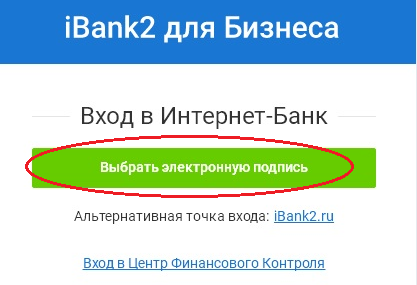 iBank2 для Бизнеса
Вход в Интернет-Банк
Выбрать электронную подпись
Альтернативная точка входа: iBank2.ru
Вход в Центр Финансового Контроля